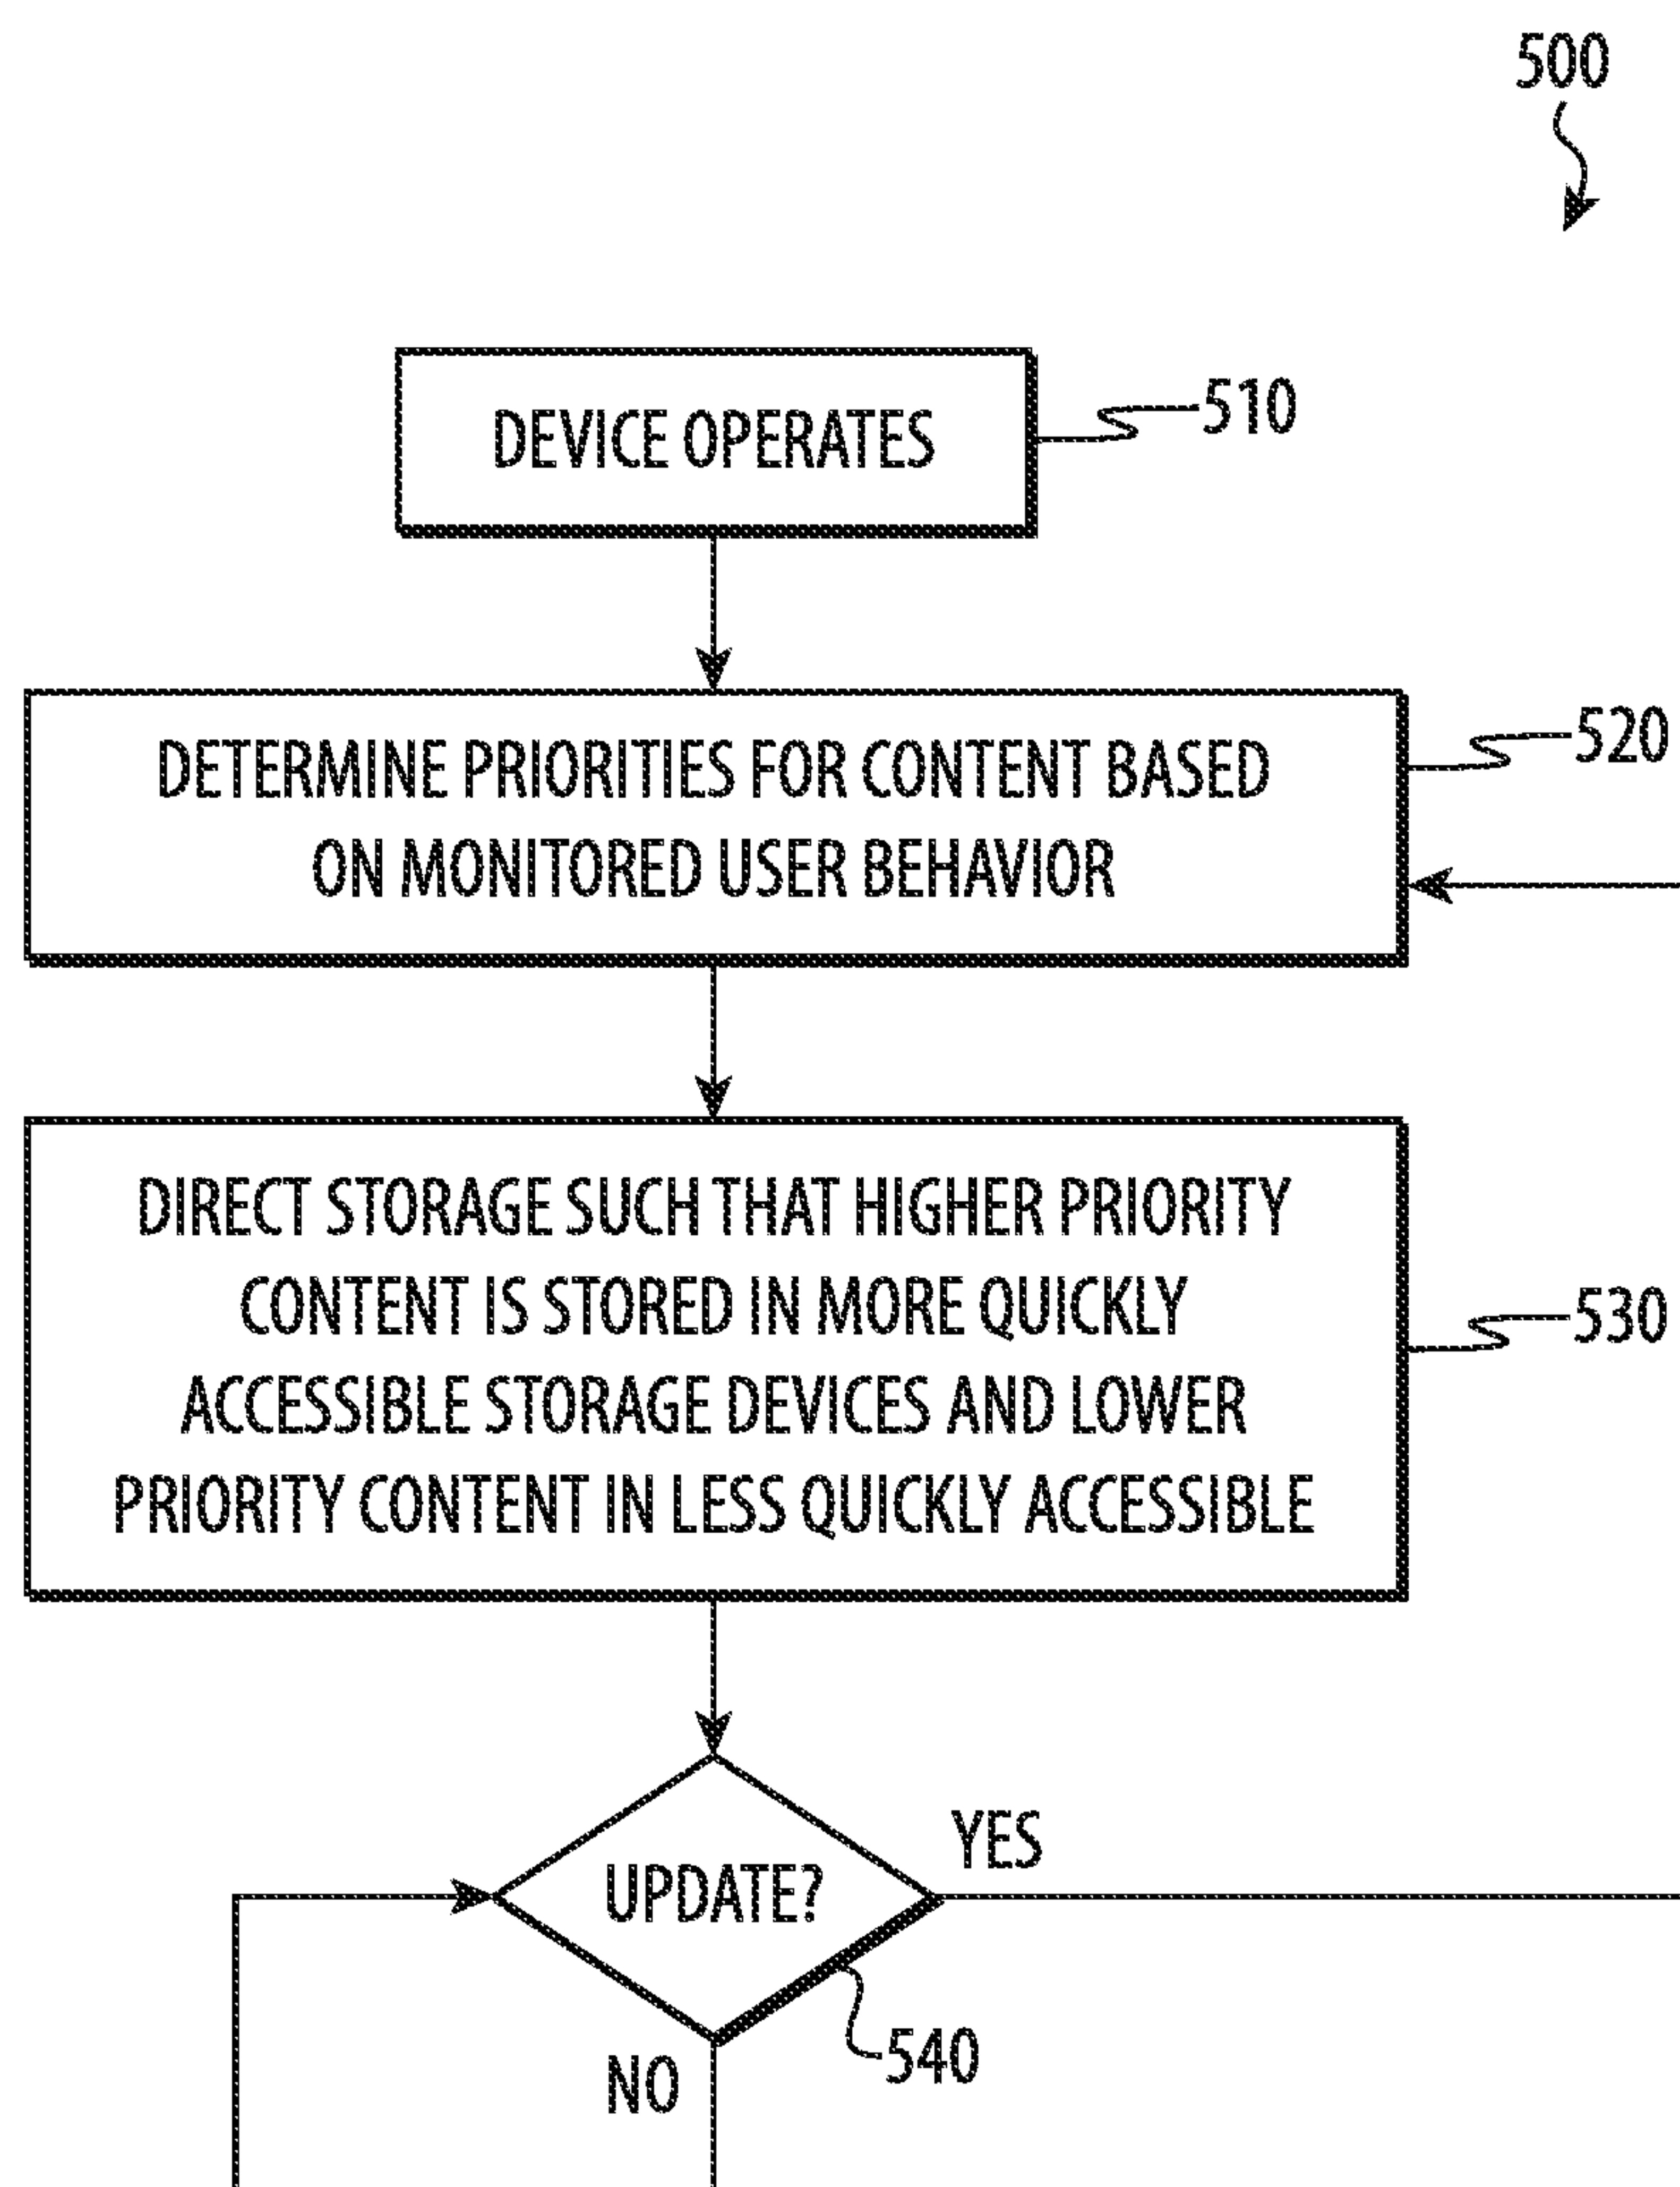 500
DEVICE OPERATES
510
DETERMINE PRIORITIES FOR CONTENT BASED
ON MONITORED USER BEHAVIOR
520
DIRECT STORAGE SUCH THAT HIGHER PRIORITY
CONTENT IS STORED IN MORE QUICKLY
ACCESSIBLE STORAGE DEVICES AND LOWER
PRIORITY CONTENT IN LESS QUICKLY ACCESSIBLE
530
UPDATE?
YES
540
NO